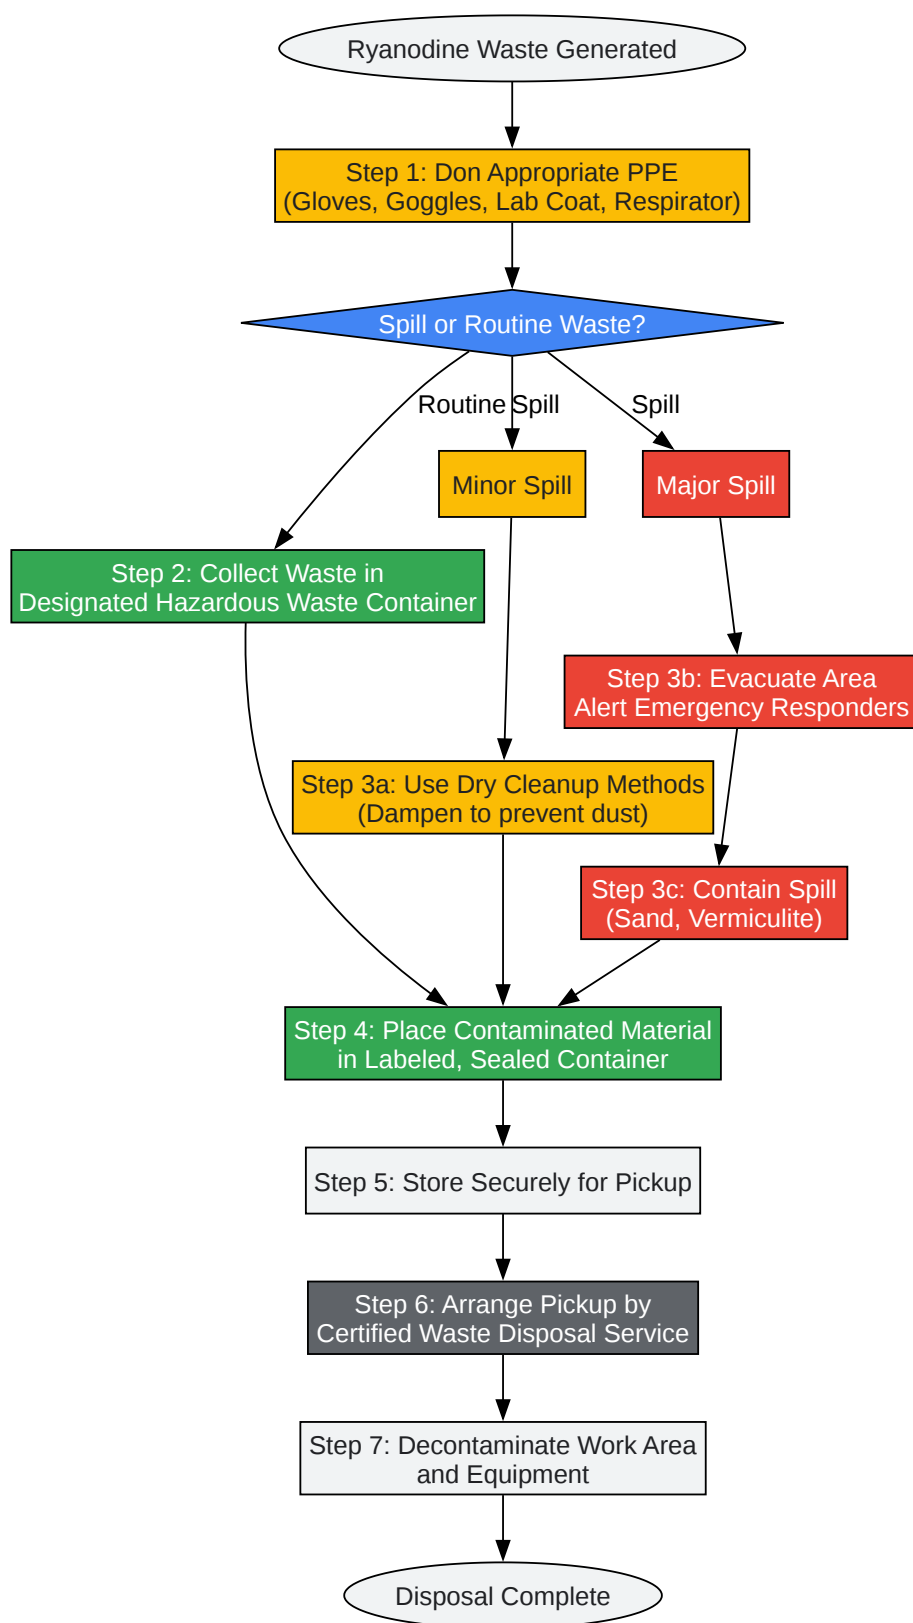 Ryanodine Waste Generated
Step 1: Don Appropriate PPE
(Gloves, Goggles, Lab Coat, Respirator)
Spill or Routine Waste?
Routine
Spill
Spill
Minor Spill
Major Spill
Step 2: Collect Waste in
Designated Hazardous Waste Container
Step 3b: Evacuate Area
Alert Emergency Responders
Step 3a: Use Dry Cleanup Methods
(Dampen to prevent dust)
Step 3c: Contain Spill
(Sand, Vermiculite)
Step 4: Place Contaminated Material
in Labeled, Sealed Container
Step 5: Store Securely for Pickup
Step 6: Arrange Pickup by
Certified Waste Disposal Service
Step 7: Decontaminate Work Area
and Equipment
Disposal Complete